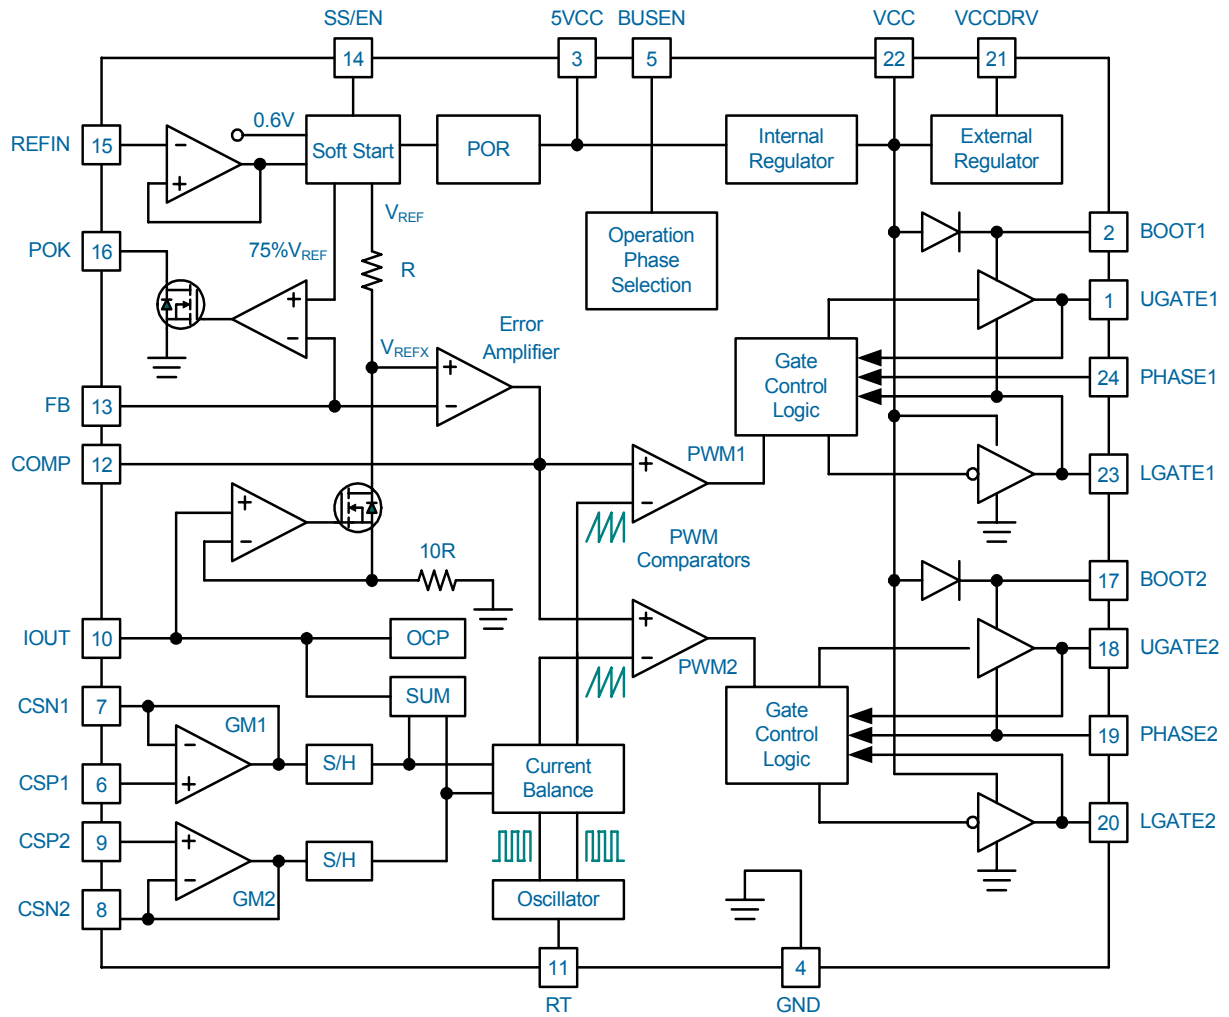 SS/EN
5VCC
BUSEN
VCC
VCCDRV
14
3
5
22
21
REFIN
15
0.6V
Soft Start
POR
Internal
Regulator
External
Regulator
VREF
POK
16
75%VREF
R
Operation
Phase
Selection
2
BOOT1
1
UGATE1
Error
Amplifier
VREFX
Gate
Control
Logic
24
PHASE1
FB
13
COMP
12
PWM1
23
LGATE1
PWM
Comparators
10R
17
BOOT2
IOUT
10
OCP
PWM2
18
UGATE2
SUM
CSN1
7
GM1
Gate
Control
Logic
19
PHASE2
CSP1
6
S/H
Current
Balance
CSP2
9
S/H
20
LGATE2
CSN2
8
GM2
Oscillator
11
4
RT
GND